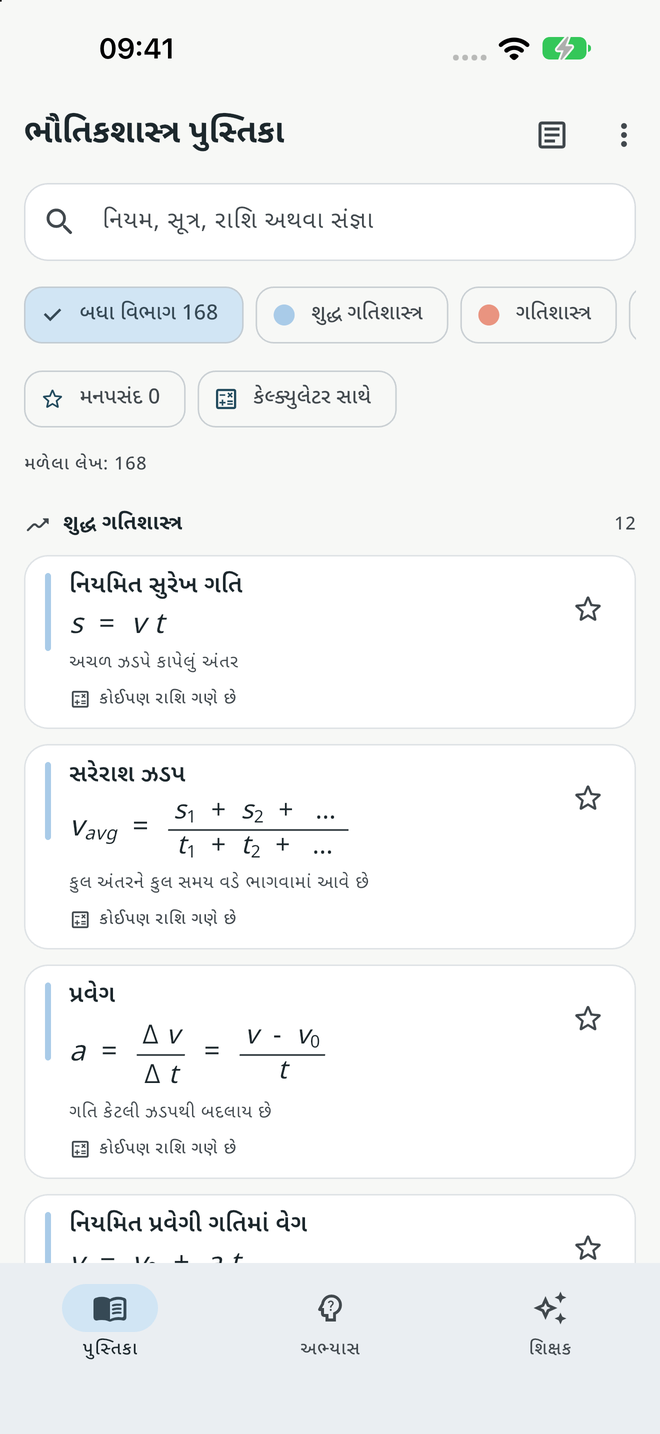 09:41
ભૌતિકશાસ્ત્ર પુસ્તિકા
નિયમ, સૂત્ર, રાશિ અથવા સંજ્ઞા
બધા વિભાગ 168
શુદ્ધ ગતિશાસ્ત્ર
ગતિશાસ્ત્ર
મનપસંદ 0
કેલ્ક્યુલેટર સાથે
મળેલા લેખ: 168
શુદ્ધ ગતિશાસ્ત્ર 12
નિયમિત સુરેખ ગતિ
s = v t
અચળ ઝડપે કાપેલું અંતર
કોઈપણ રાશિ ગણે છે
સરેરાશ ઝડપ
v_avg = (s₁ + s₂ + ...) / (t₁ + t₂ + ...)
કુલ અંતરને કુલ સમય વડે ભાગવામાં આવે છે
કોઈપણ રાશિ ગણે છે
પ્રવેગ
a = Δ v / Δ t = (v - v₀) / t
ગતિ કેટલી ઝડપથી બદલાય છે
કોઈપણ રાશિ ગણે છે
નિયમિત પ્રવેગી ગતિમાં વેગ
v = v₀ + a t
પુસ્તિકા
અભ્યાસ
શિક્ષક